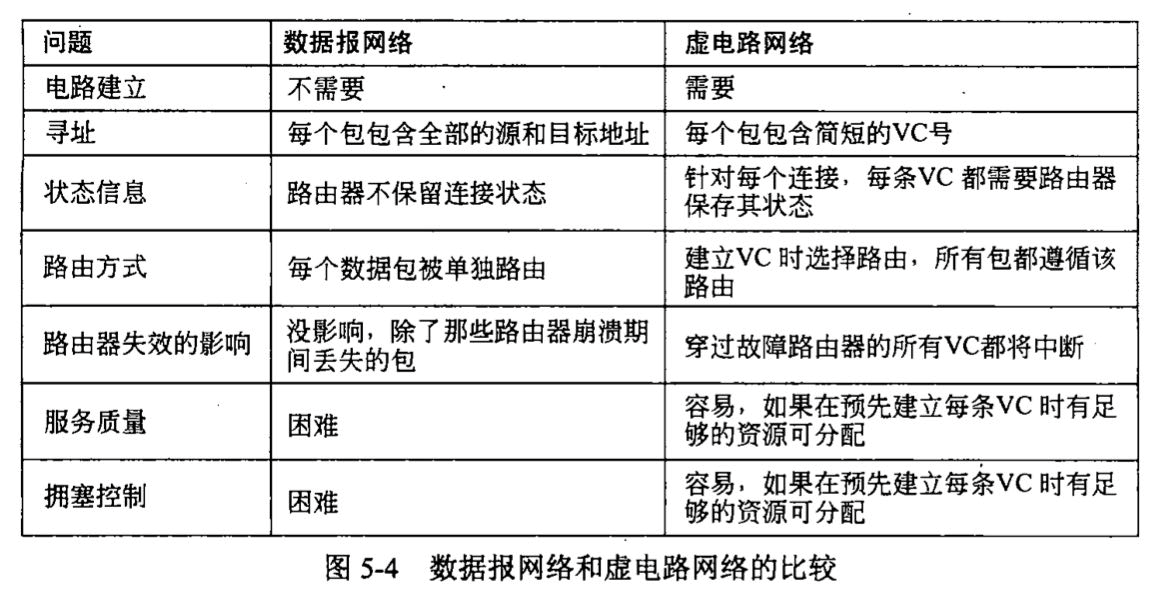 问题 数据报网络 虚电路网络
电路建立 不需要 需要
寻址 每个包包含全部的源和目标地址 每个包包含简短的VC号
状态信息 路由器不保留连接状态 针对每个连接，每条VC 都需要路由器
保存其状态
路由方式 每个数据包被单独路由 建立VC 时选择路由，所有包都遵循该
路由
路由器失效的影响 没影响，除了那些路由器崩溃期
间丢失的包 穿过故障路由器的所有VC都将中断
服务质量 困难 容易，如果在预先建立每条VC 时有足
够的资源可分配
拥塞控制 困难 容易，如果在预先建立每条VC 时有足
够的资源可分配
图 5-4 数据报网络和虚电路网络的比较